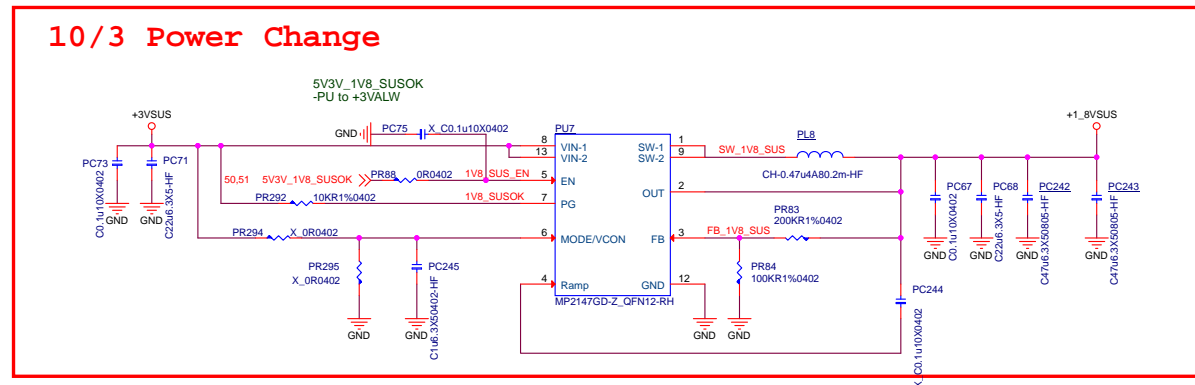 10/3 Power Change
5V3V_1V8_SUSOK
-PU to +3VALW
+3VSUS
GND
PC75
X_C0.1u10X0402
PU7
PL8
+1_8VSUS
PC73
C0.1u10X0402
GND
PC71
C22u6.3X5-HF
GND
8
VIN-1
13
VIN-2
SW-1
1
SW-2
9
SW_1V8_SUS
CH-0.47u4A80.2m-HF
50,51
5V3V_1V8_SUSOK
PR88
0R0402
1V8_SUS_EN
5
EN
OUT
2
PR292
10KR1%0402
1V8_SUSOK
7
PG
PC67
C0.1u10X0402
GND
PC68
C22u6.3X5-HF
GND
PC242
C47u6.3X50805-HF
GND
PC243
C47u6.3X50805-HF
GND
PR83
200KR1%0402
PR294
X_0R0402
6
MODE/VCON
FB
3
FB_1V8_SUS
PR295
X_0R0402
GND
PC245
C1u6.3X50402-HF
GND
PR84
100KR1%0402
GND
4
Ramp
GND
12
GND
MP2147GD-Z_QFN12-RH
PC244
X_C0.1u10X0402